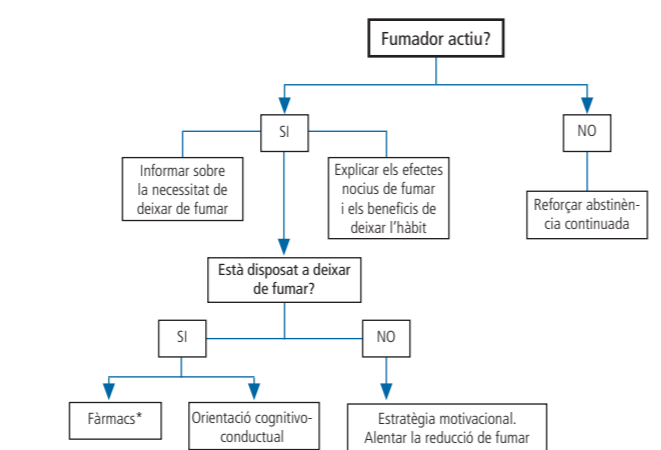 Fumador actiu?
SI
NO
Informar sobre
la necessitat de
deixar de fumar
Explicar els efectes
nocius de fumar
i els beneficis de
deixar l'hàbit
Reforçar abstinèn-
cia continuada
Està disposat a deixar
de fumar?
SI
NO
Fàrmacs*
Orientació cognitivo-
conductual
Estratègia motivacional.
Alentar la reducció de fumar